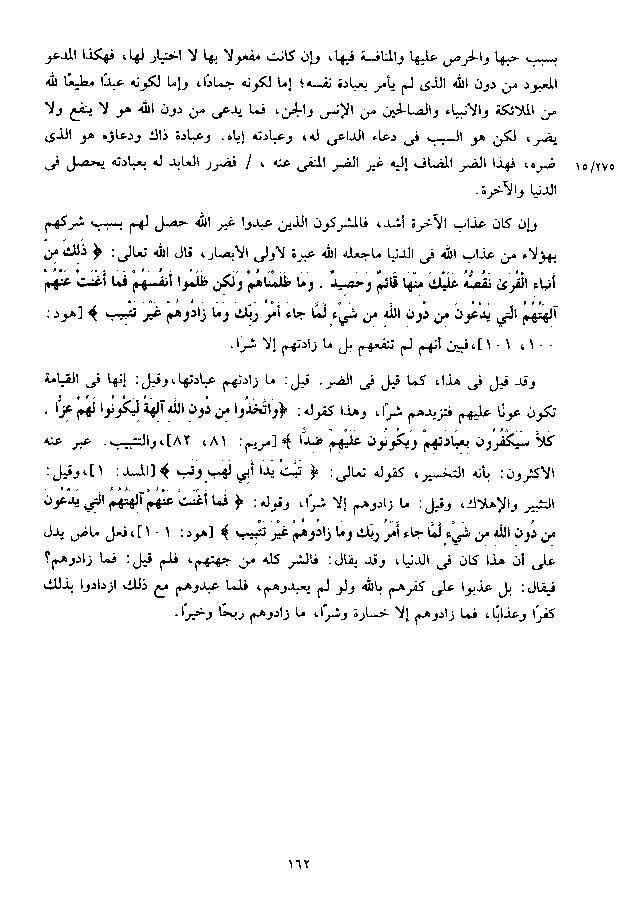 بسبب حبها والحرص عليها والمنافسة فيها، وإن كانت مفعولا بها لا اختيار لها، فهكذا المدعو
المعبود من دون الله الذى لم يأمر بعبادة نفسه؛ إما لكونه جمادًا، وإما لكونه عبدًا مطيعًا لله
من الملائكة والأنبياء والصالحين من الإنس والجن، فما يدعى من دون الله هو لا ينفع ولا
يضر، لكن هو السبب فى دعاء الداعى له، وعبادته إياه. وعبادة ذاك ودعاؤه هو الذى
١٥/٢٧٥ ضره، فهذا الضر المضاف إليه غير الضر المنفى عنه ، / فضرر العابد له بعبادته يحصل فى
الدنيا والآخرة.
وإن كان عذاب الآخرة أشد، فالمشركون الذين عبدوا غير الله حصل لهم بسبب شركهم
بهؤلاء من عذاب الله فى الدنيا ماجعله الله عبرة لأولى الأبصار، قال الله تعالى: ﴿ ذَلِكَ مِنْ
أَنبَاء الْقُرَىٰ نَقُصُّهُ عَلَيْكَ مِنْهَا قَائِمٌ وَحَصِيدٌ . وَمَا ظَلَمْنَاهُمْ وَلَكِن ظَلَمُوا أَنفُسَهُمْ فَمَا أَغْنَتْ عَنْهُمْ
آلِهَتُهُمُ الَّتِي يَدْعُونَ مِن دُونِ اللَّهِ مِن شَيْءٍ لَّمَّا جَاءَ أَمْرُ رَبِّكَ وَمَا زَادُوهُمْ غَيْرَ تَتْبِيبٍ ﴾ [هود:
١٠٠، ١٠١]،فبين أنهم لم تنفعهم بل ما زادتهم إلا شرًا.
وقد قيل فى هذا، كما قيل فى الضر. قيل: ما زادتهم عبادتها،وقيل: إنها فى القيامة
تكون عونًا عليهم فتزيدهم شرًا، وهذا كقوله: ﴿وَاتَّخَذُوا مِن دُونِ اللَّهِ آلِهَةً لِّيَكُونُوا لَهُمْ عِزًّا .
كَلاَّ سَيَكْفُرُونَ بِعِبَادَتِهِمْ وَيَكُونُونَ عَلَيْهِمْ ضِدًّا ﴾ [مريم: ٨١، ٨٢]،والتتبيب. عبر عنه
الأكثرون: بأنه التخسير، كقوله تعالى: ﴿ تَبَّتْ يَدَا أَبِي لَهَبٍ وَتَبَّ ﴾ [المسد: ١]،وقيل:
التثبير والإهلاك، وقيل: ما زادوهم إلا شرًا، وقوله: ﴿ فَمَا أَغْنَتْ عَنْهُمْ آلِهَتُهُمُ الَّتِي يَدْعُونَ
مِن دُونِ اللَّهِ مِن شَيْءٍ لَّمَّا جَاءَ أَمْرُ رَبِّكَ وَمَا زَادُوهُمْ غَيْرَ تَتْبِيبٍ ﴾ [هود: ١٠١]،فعل ماض يدل
على أن هذا كان فى الدنيا، وقد يقال: فالشر كله من جهتهم، فلم قيل: فما زادوهم؟
فيقال: بل عذبوا على كفرهم بالله ولو لم يعبدوهم، فلما عبدوهم مع ذلك ازدادوا بذلك
كفرًا وعذابًا، فما زادوهم إلا خسارة وشرًا، ما زادوهم ربحًا وخيرًا.
١٦٢